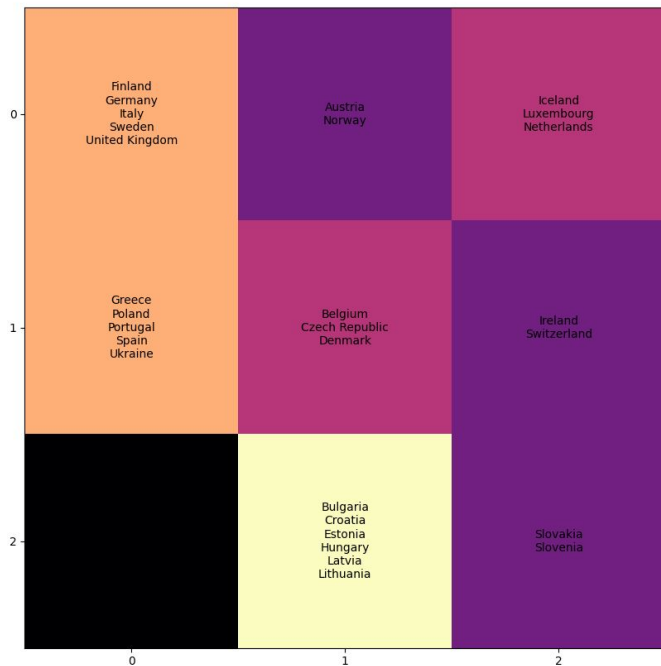 Finland
Germany
Italy
Sweden
United Kingdom
Austria
Norway
Iceland
Luxembourg
Netherlands
0
Greece
Poland
Portugal
Spain
Ukraine
Belgium
Czech Republic
Denmark
Ireland
Switzerland
1
Bulgaria
Croatia
Estonia
Hungary
Latvia
Lithuania
Slovakia
Slovenia
2
0
1
2